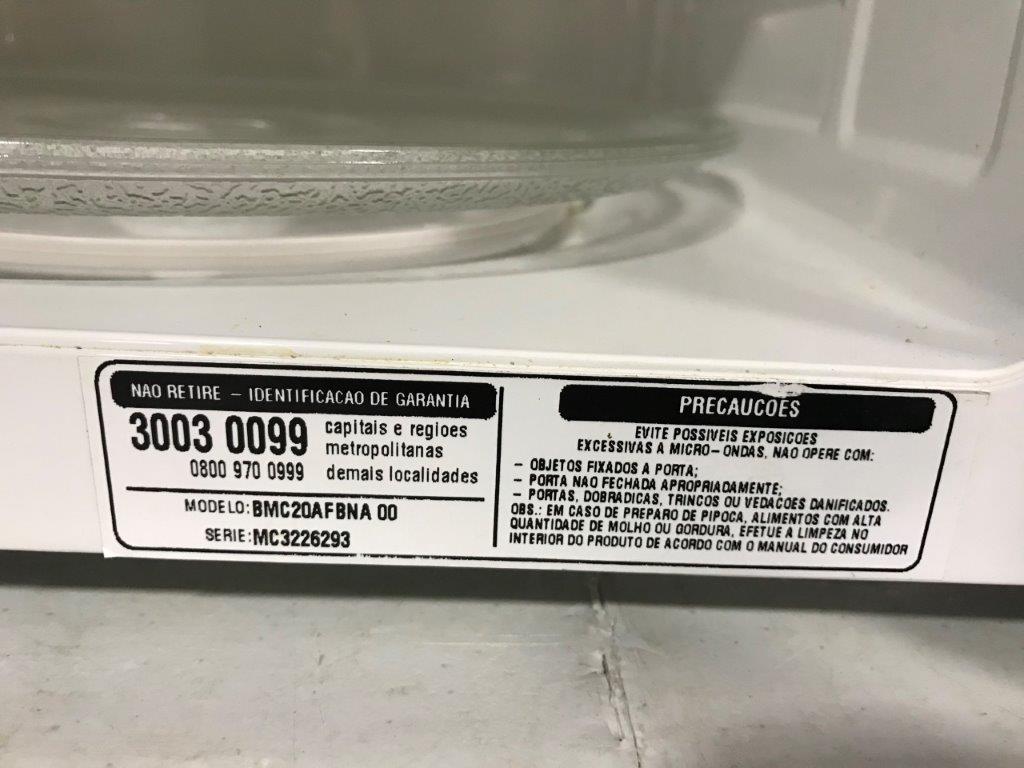 NAO RETIRE – IDENTIFICACAO DE GARANTIA
3003 0099 capitais e regioes
metropolitanas
0800 970 0999 demais localidades
MODELO: BMC20AFBNA 00
SERIE: MC3226293
PRECAUCOES
EVITE POSSIVEIS EXPOSICOES
EXCESSIVAS A MICRO-ONDAS, NAO OPERE COM:
- OBJETOS FIXADOS A PORTA;
- PORTA NAO FECHADA APROPRIADAMENTE;
- PORTAS, DOBRADICAS, TRINCOS OU VEDACOES DANIFICADOS.
OBS.: EM CASO DE PREPARO DE PIPOCA, ALIMENTOS COM ALTA
QUANTIDADE DE MOLHO OU GORDURA, EFETUE A LIMPEZA NO
INTERIOR DO PRODUTO DE ACORDO COM O MANUAL DO CONSUMIDOR